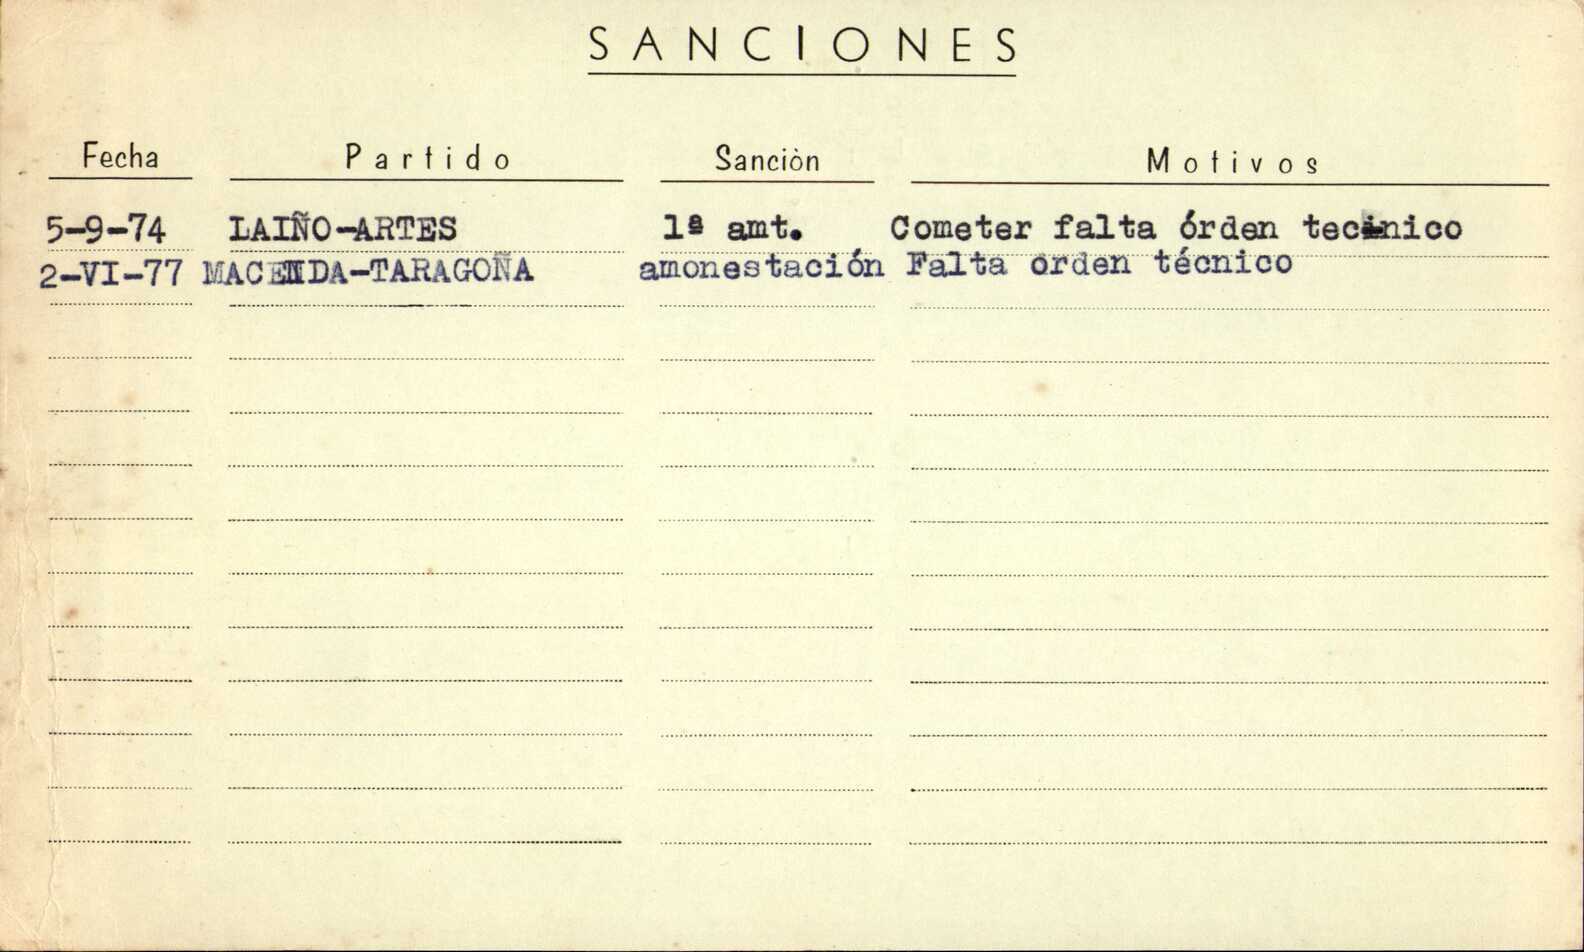 SANCIONES
Fecha Partido Sanción Motivos
5-9-74 LAIÑO-ARTES 1ª amt. Cometer falta órden tecinico
2-VI-77 MACENDA-TARAGOÑA amonestación Falta orden técnico